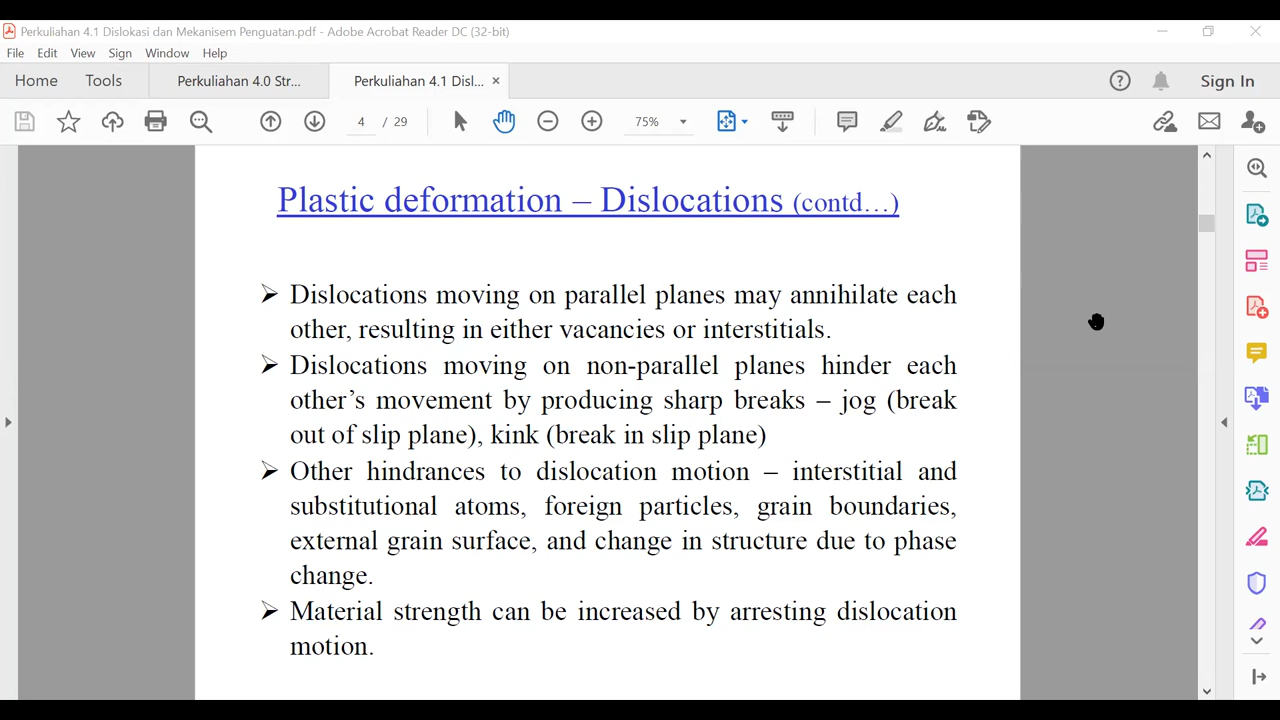 Perkuliahan 4.1 Dislokasi dan Mekanisem Penguatan.pdf - Adobe Acrobat Reader DC (32-bit)
File Edit View Sign Window Help
Home Tools Perkuliahan 4.0 Str... Perkuliahan 4.1 Disl... × Sign In
4 / 29 75%
Plastic deformation – Dislocations (contd…)
➢ Dislocations moving on parallel planes may annihilate each
other, resulting in either vacancies or interstitials.
➢ Dislocations moving on non-parallel planes hinder each
other’s movement by producing sharp breaks – jog (break
out of slip plane), kink (break in slip plane)
➢ Other hindrances to dislocation motion – interstitial and
substitutional atoms, foreign particles, grain boundaries,
external grain surface, and change in structure due to phase
change.
➢ Material strength can be increased by arresting dislocation
motion.